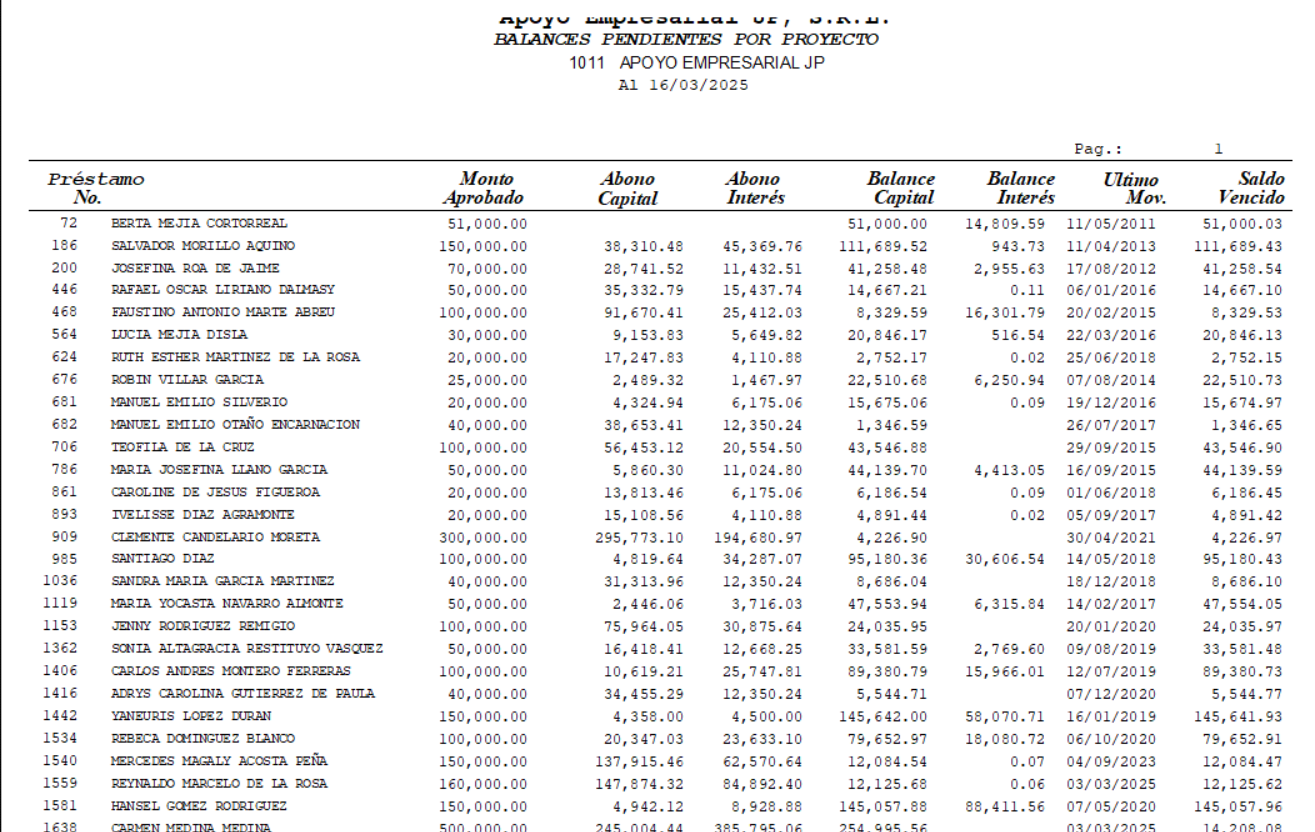 Apoyo Empresarial JP, S.R.L.
BALANCES PENDIENTES POR PROYECTO
1011 APOYO EMPRESARIAL JP
Al 16/03/2025
Pag.: 1
Préstamo Monto Abono Abono Balance Balance Ultimo Saldo
No. Aprobado Capital Interés Capital Interés Mov. Vencido
72 BERTA MEJIA CORTORREAL 51,000.00 51,000.00 14,809.59 11/05/2011 51,000.03
186 SALVADOR MORILLO AQUINO 150,000.00 38,310.48 45,369.76 111,689.52 943.73 11/04/2013 111,689.43
200 JOSEFINA ROA DE JAIME 70,000.00 28,741.52 11,432.51 41,258.48 2,955.63 17/08/2012 41,258.54
446 RAFAEL OSCAR LIRIANO DALMASY 50,000.00 35,332.79 15,437.74 14,667.21 0.11 06/01/2016 14,667.10
468 FAUSTINO ANTONIO MARTE ABREU 100,000.00 91,670.41 25,412.03 8,329.59 16,301.79 20/02/2015 8,329.53
564 LUCIA MEJIA DISLA 30,000.00 9,153.83 5,649.82 20,846.17 516.54 22/03/2016 20,846.13
624 RUTH ESTHER MARTINEZ DE LA ROSA 20,000.00 17,247.83 4,110.88 2,752.17 0.02 25/06/2018 2,752.15
676 ROBIN VILLAR GARCIA 25,000.00 2,489.32 1,467.97 22,510.68 6,250.94 07/08/2014 22,510.73
681 MANUEL EMILIO SILVERIO 20,000.00 4,324.94 6,175.06 15,675.06 0.09 19/12/2016 15,674.97
682 MANUEL EMILIO OTAÑO ENCARNACION 40,000.00 38,653.41 12,350.24 1,346.59 26/07/2017 1,346.65
706 TEOFILA DE LA CRUZ 100,000.00 56,453.12 20,554.50 43,546.88 29/09/2015 43,546.90
786 MARIA JOSEFINA LLANO GARCIA 50,000.00 5,860.30 11,024.80 44,139.70 4,413.05 16/09/2015 44,139.59
861 CAROLINE DE JESUS FIGUEROA 20,000.00 13,813.46 6,175.06 6,186.54 0.09 01/06/2018 6,186.45
893 IVELISSE DIAZ AGRAMONTE 20,000.00 15,108.56 4,110.88 4,891.44 0.02 05/09/2017 4,891.42
909 CLEMENTE CANDELARIO MORETA 300,000.00 295,773.10 194,680.97 4,226.90 30/04/2021 4,226.97
985 SANTIAGO DIAZ 100,000.00 4,819.64 34,287.07 95,180.36 30,606.54 14/05/2018 95,180.43
1036 SANDRA MARIA GARCIA MARTINEZ 40,000.00 31,313.96 12,350.24 8,686.04 18/12/2018 8,686.10
1119 MARIA YOCASTA NAVARRO ALMONTE 50,000.00 2,446.06 3,716.03 47,553.94 6,315.84 14/02/2017 47,554.05
1153 JENNY RODRIGUEZ REMIGIO 100,000.00 75,964.05 30,875.64 24,035.95 20/01/2020 24,035.97
1362 SONIA ALTAGRACIA RESTITUYO VASQUEZ 50,000.00 16,418.41 12,668.25 33,581.59 2,769.60 09/08/2019 33,581.48
1406 CARLOS ANDRES MONTERO FERRERAS 100,000.00 10,619.21 25,747.81 89,380.79 15,966.01 12/07/2019 89,380.73
1416 ADRYS CAROLINA GUTIERREZ DE PAULA 40,000.00 34,455.29 12,350.24 5,544.71 07/12/2020 5,544.77
1442 YANEURIS LOPEZ DURAN 150,000.00 4,358.00 4,500.00 145,642.00 58,070.71 16/01/2019 145,641.93
1534 REBECA DOMINGUEZ BLANCO 100,000.00 20,347.03 23,633.10 79,652.97 18,080.72 06/10/2020 79,652.91
1540 MERCEDES MAGALY ACOSTA PEÑA 150,000.00 137,915.46 62,570.64 12,084.54 0.07 04/09/2023 12,084.47
1559 REYNALDO MARCELO DE LA ROSA 160,000.00 147,874.32 84,892.40 12,125.68 0.06 03/03/2025 12,125.62
1581 HANSEL GOMEZ RODRIGUEZ 150,000.00 4,942.12 8,928.88 145,057.88 88,411.56 07/05/2020 145,057.96
1638 CARMEN MEDINA MEDINA 500,000.00 245,004.44 385,795.06 254,995.56 03/03/2025 14,208.08